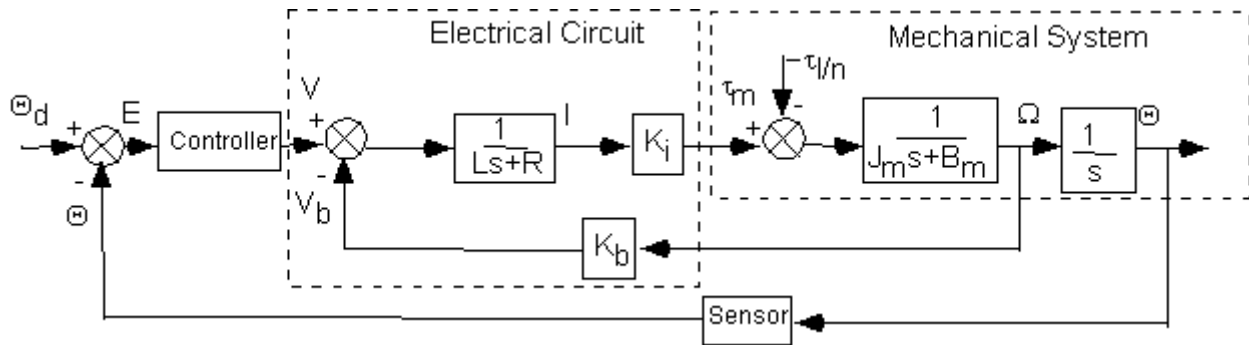 Electrical Circuit
Mechanical System
Θd
+
E
Controller
V
+
1
Ls+R
I
Ki
τm
+
−τl/n
-
1
Jms+Bm
Ω
1
s
Θ
-
Θ
-
Vb
Kb
Sensor